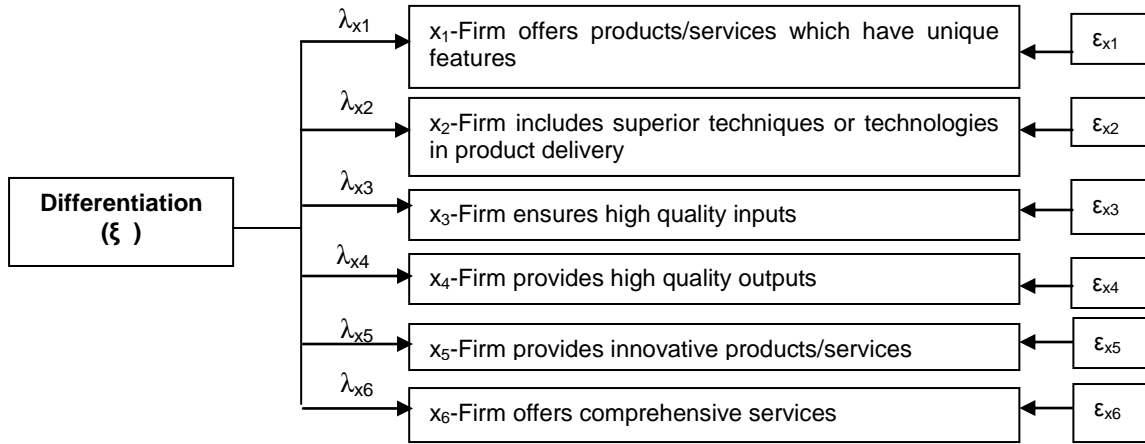 λx1
x1-Firm offers products/services which have unique
features
εx1
λx2
x2-Firm includes superior techniques or technologies
in product delivery
εx2
Differentiation
(ξ )
λx3
x3-Firm ensures high quality inputs
εx3
λx4
x4-Firm provides high quality outputs
εx4
λx5
x5-Firm provides innovative products/services
εx5
λx6
x6-Firm offers comprehensive services
εx6